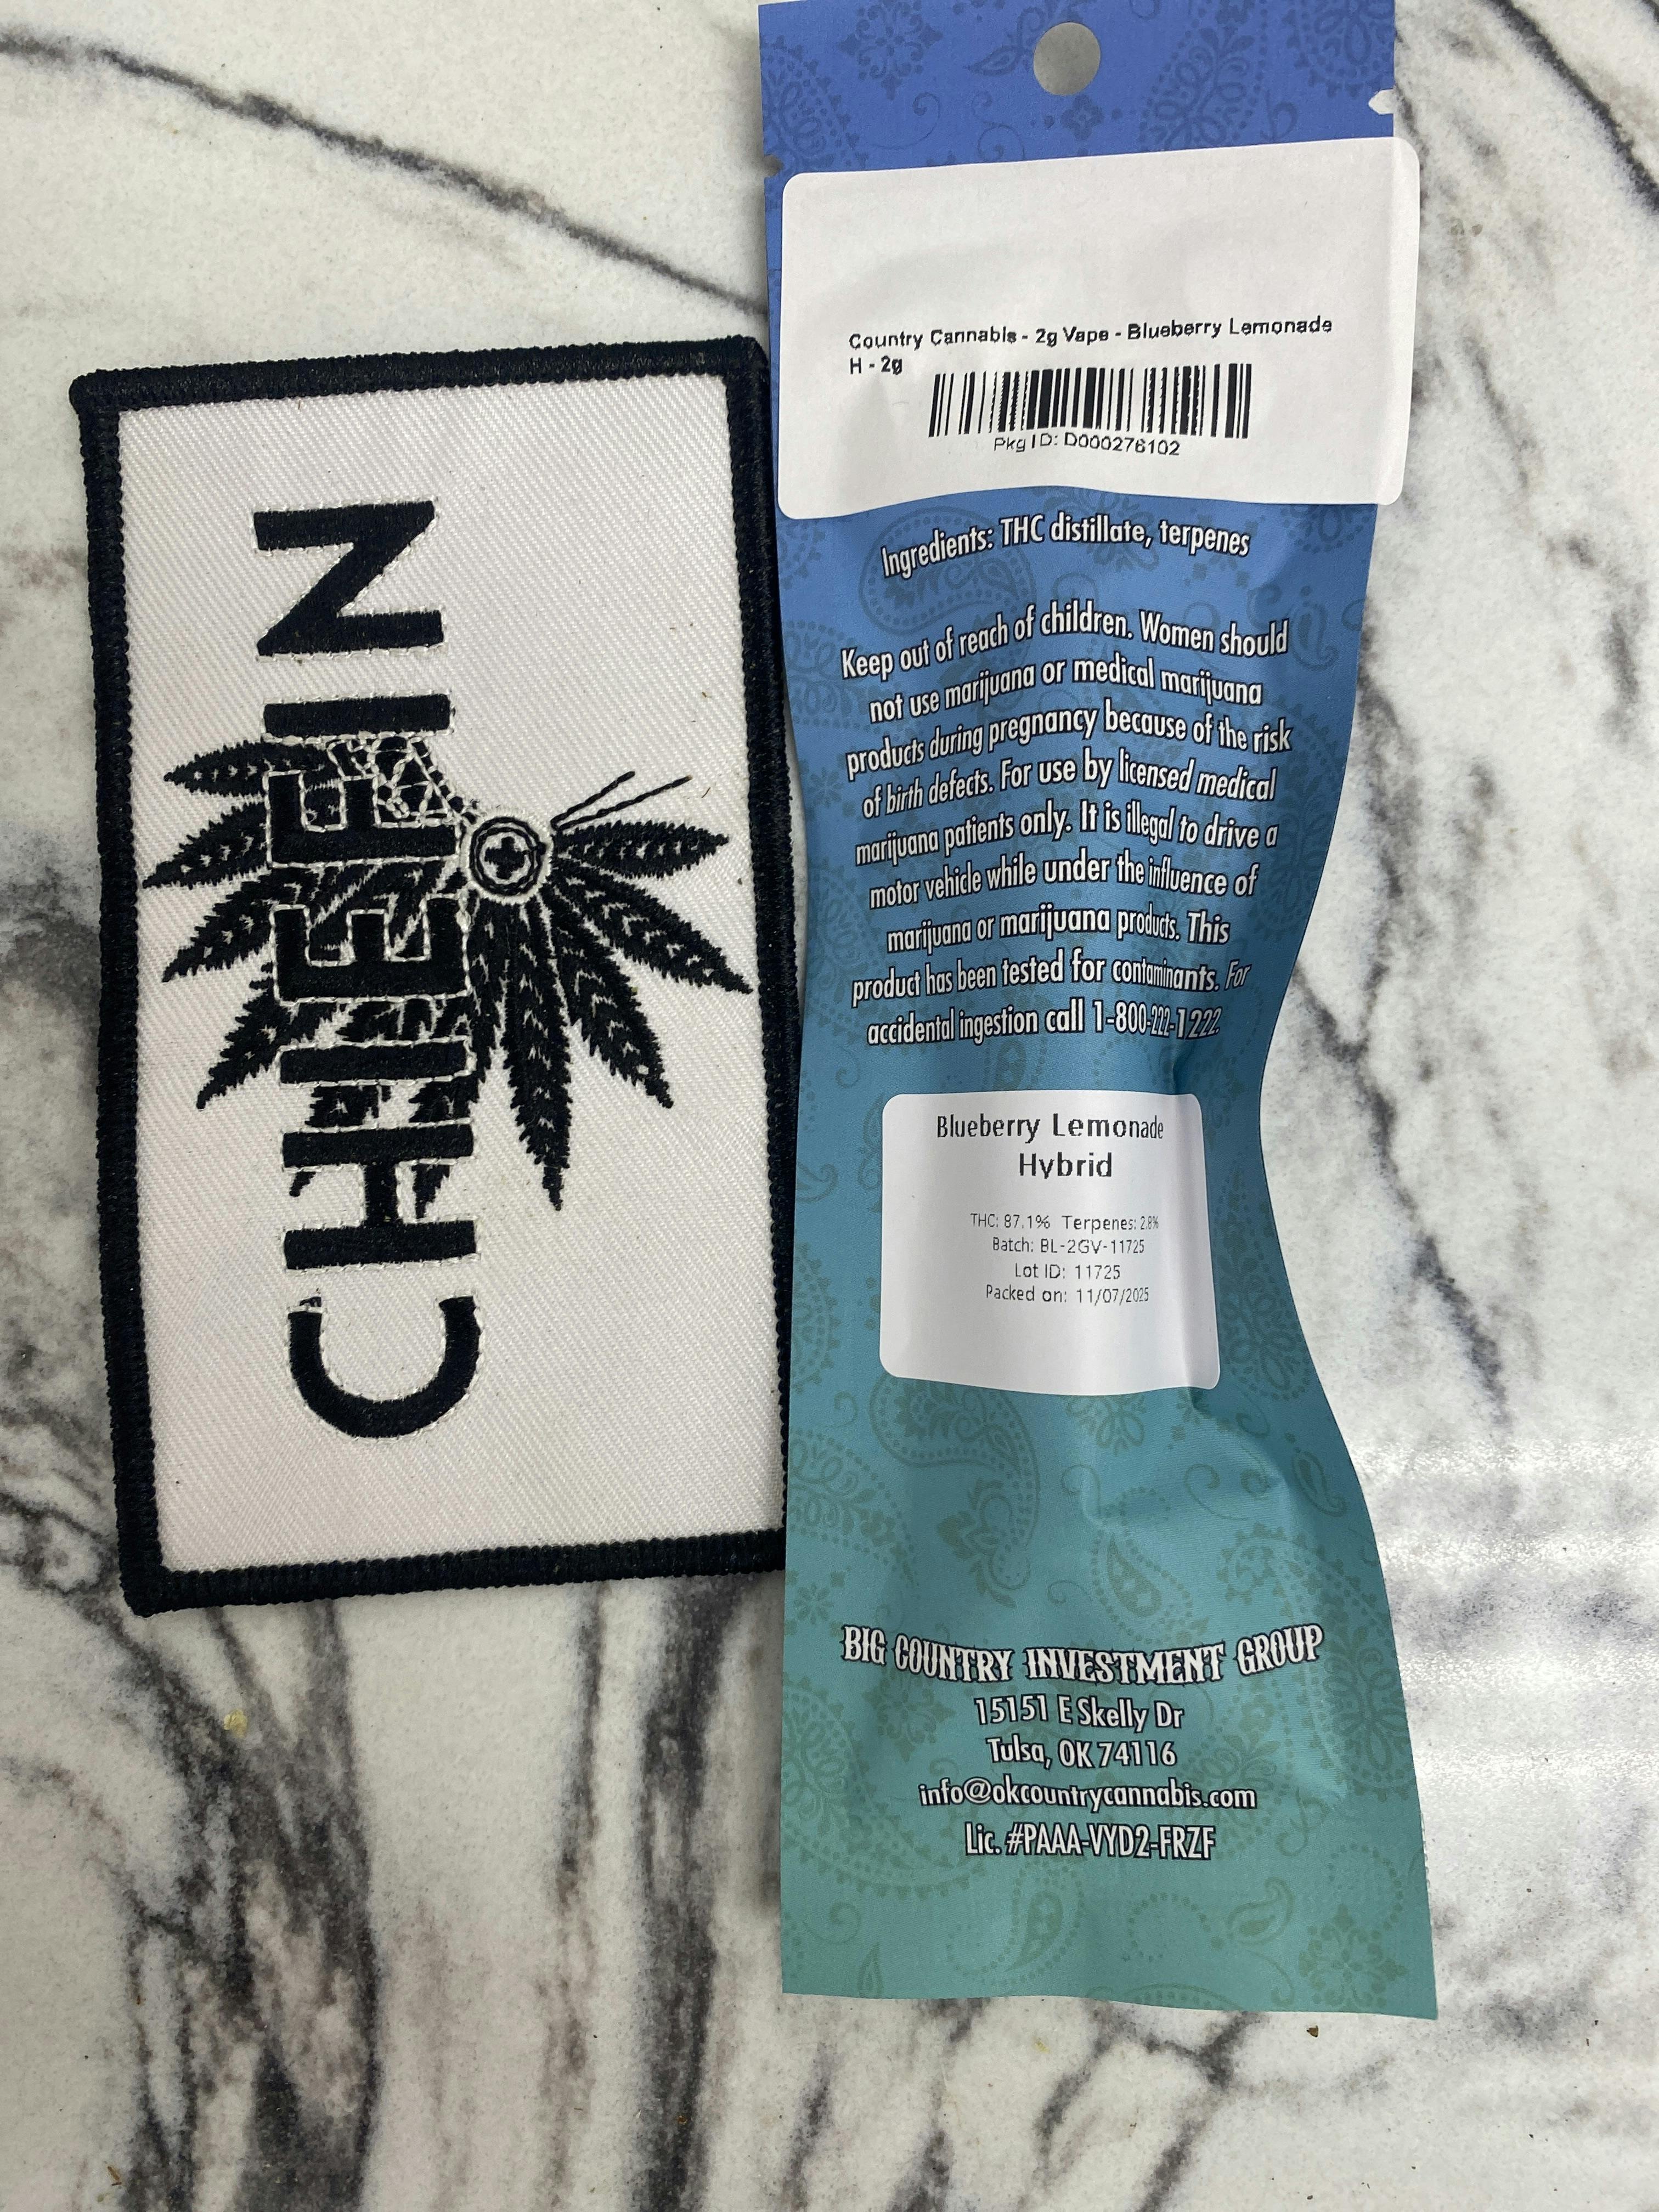 CHIEFIN
Country Cannabis - 2g Vape - Blueberry Lemonade
H - 2g
Pkg ID: D000276102
Ingredients: THC distillate, terpenes
Keep out of reach of children. Women should
not use marijuana or medical marijuana
products during pregnancy because of the risk
of birth defects. For use by licensed medical
marijuana patients only. It is illegal to drive a
motor vehicle while under the influence of
marijuana or marijuana products. This
product has been tested for contaminants. For
accidental ingestion call 1-800-222-1222.
Blueberry Lemonade
Hybrid
THC: 87.1% Terpenes: 2.8%
Batch: BL-2GV-11725
Lot ID: 11725
Packed on: 11/07/2025
BIG COUNTRY INVESTMENT GROUP
15151 E Skelly Dr
Tulsa, OK 74116
info@okcountrycannabis.com
Lic. #PAAA-VYD2-FRZF